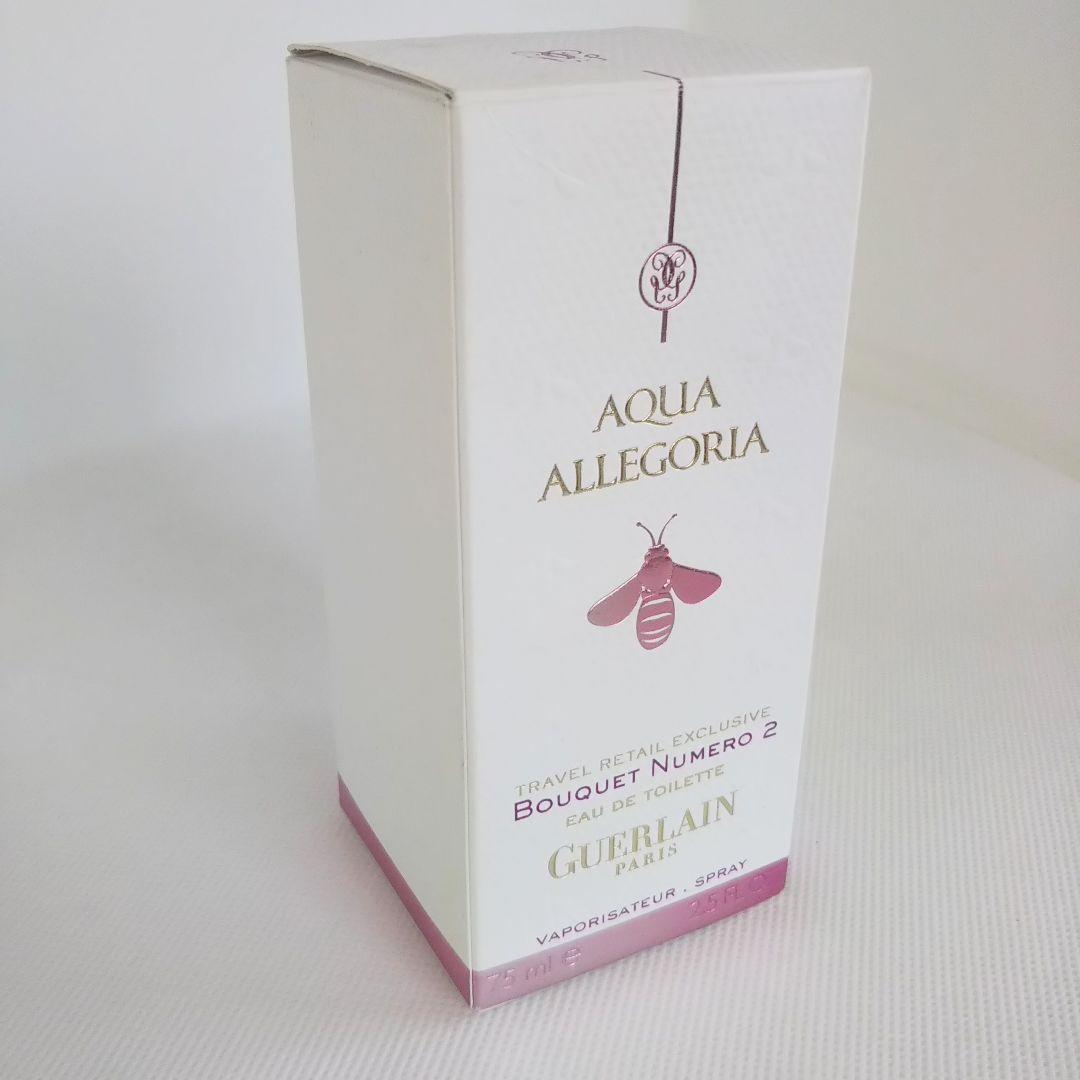 AQUA
ALLEGORIA
TRAVEL RETAIL EXCLUSIVE
BOUQUET NUMERO 2
EAU DE TOILETTE
GUERLAIN
PARIS
VAPORISATEUR . SPRAY
75 ml e 2.5 FL. OZ